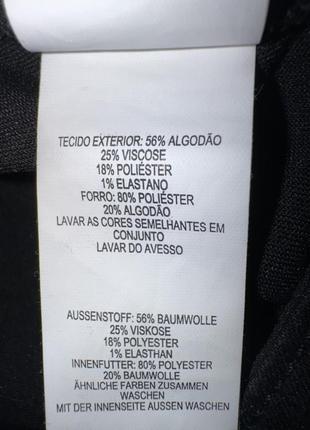 TECIDO EXTERIOR: 56% ALGODÃO
25% VISCOSE
18% POLIÉSTER
1% ELASTANO
FORRO: 80% POLIÉSTER
20% ALGODÃO
LAVAR AS CORES SEMELHANTES EM
CONJUNTO
LAVAR DO AVESSO
AUSSENSTOFF: 56% BAUMWOLLE
25% VISKOSE
18% POLYESTER
1% ELASTHAN
INNENFUTTER: 80% POLYESTER
20% BAUMWOLLE
ÄHNLICHE FARBEN ZUSAMMEN
WASCHEN
MIT DER INNENSEITE AUSSEN WASCHEN